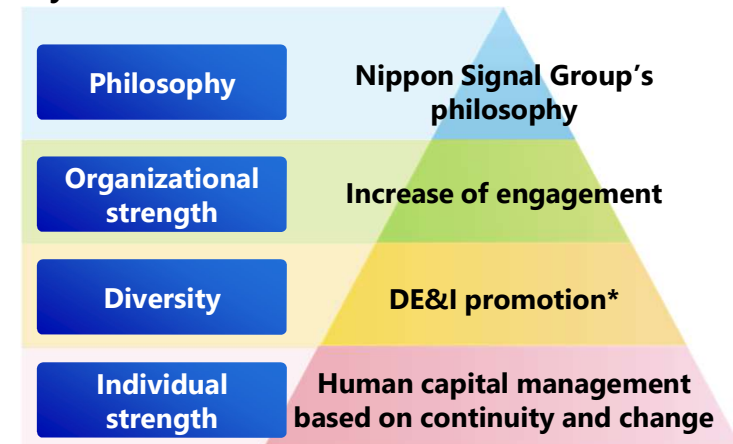 Philosophy
Nippon Signal Group's
philosophy
Organizational
strength
Increase of engagement
Diversity
DE&I promotion*
Individual
strength
Human capital management
based on continuity and change